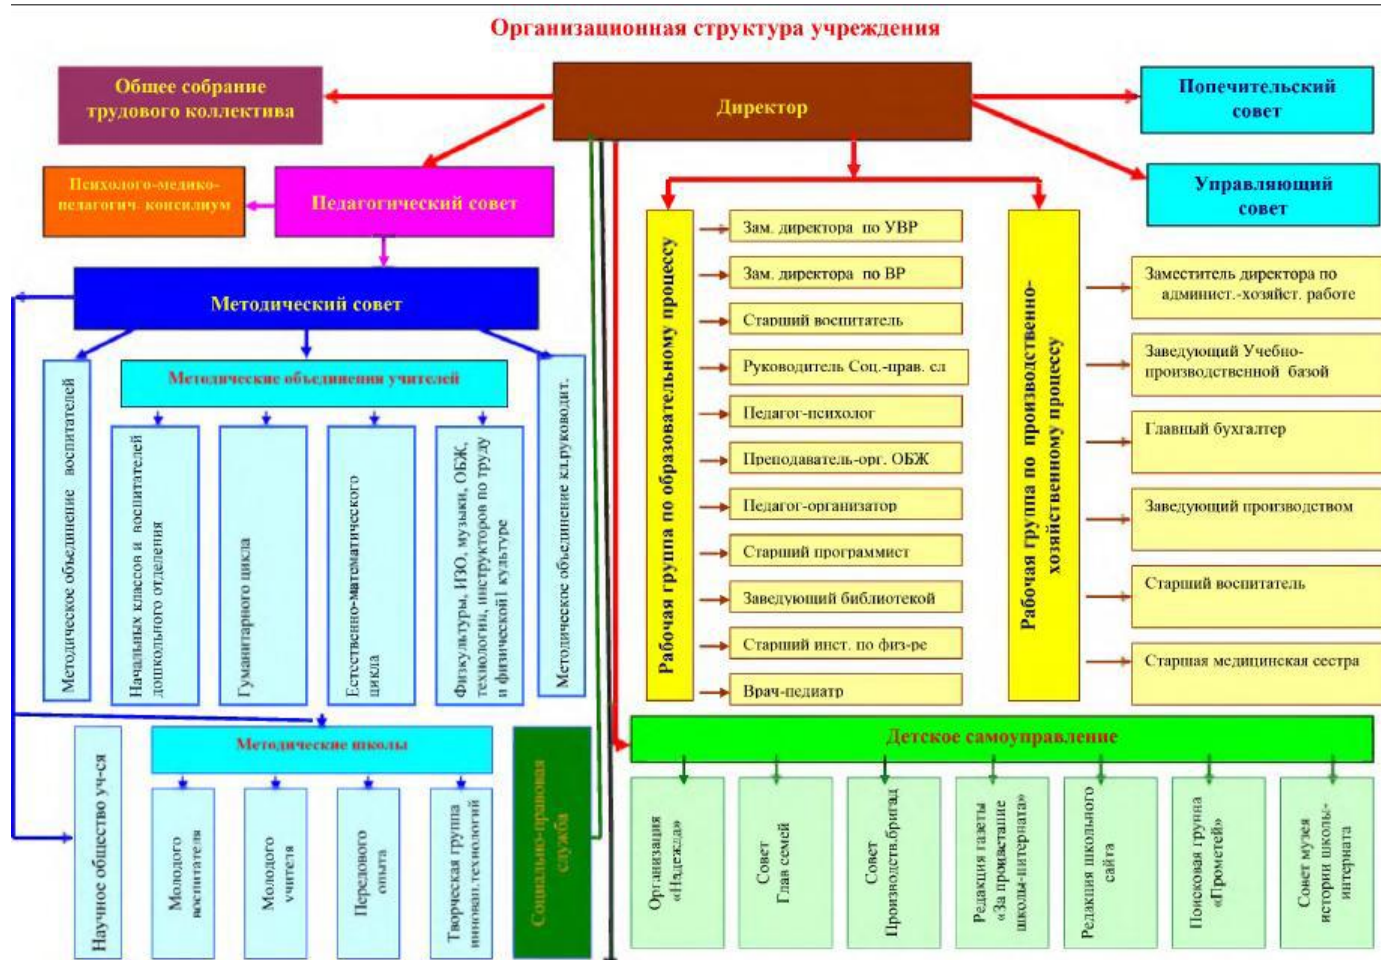 Организационная структура учреждения
Общее собрание
трудового коллектива
Директор
Попечительский
совет
Психолого-медико-
педагогич. консилиум
Педагогический совет
Управляющий
совет
Методический совет
Методическое объединение воспитателей
Методические объединения учителей
Начальных классов и воспитателей
дошкольного отделения
Гуманитарного цикла
Естественно-математического
цикла
Физкультуры, ИЗО, музыки, ОБЖ,
технологии, инструкторов по труду
и физической культуре
Методическое объединение кл.руководит.
Рабочая группа по образовательному процессу
Зам. директора по УВР
Зам. директора по ВР
Старший воспитатель
Руководитель Соц.-прав. сл
Педагог-психолог
Преподаватель-орг. ОБЖ
Педагог-организатор
Старший программист
Заведующий библиотекой
Старший инст. по физ-ре
Врач-педиатр
Рабочая группа по производственно-
хозяйственному процессу
Заместитель директора по
админист.-хозяйст. работе
Заведующий Учебно-
производственной базой
Главный бухгалтер
Заведующий производством
Старший воспитатель
Старшая медицинская сестра
Научное общество уч-ся
Методические школы
Молодого
воспитателя
Молодого
учителя
Передового
опыта
Творческая группа
инновац.технологий
Социально-правовая
служба
Детское самоуправление
Организация
«Надежда»
Совет
Глав семей
Совет
Производств.бригад
Редакция газеты
«За процветание
школы-интерната»
Редакция школьного
сайта
Поисковая группа
«Прометей»
Совет музея
истории школы-
интерната